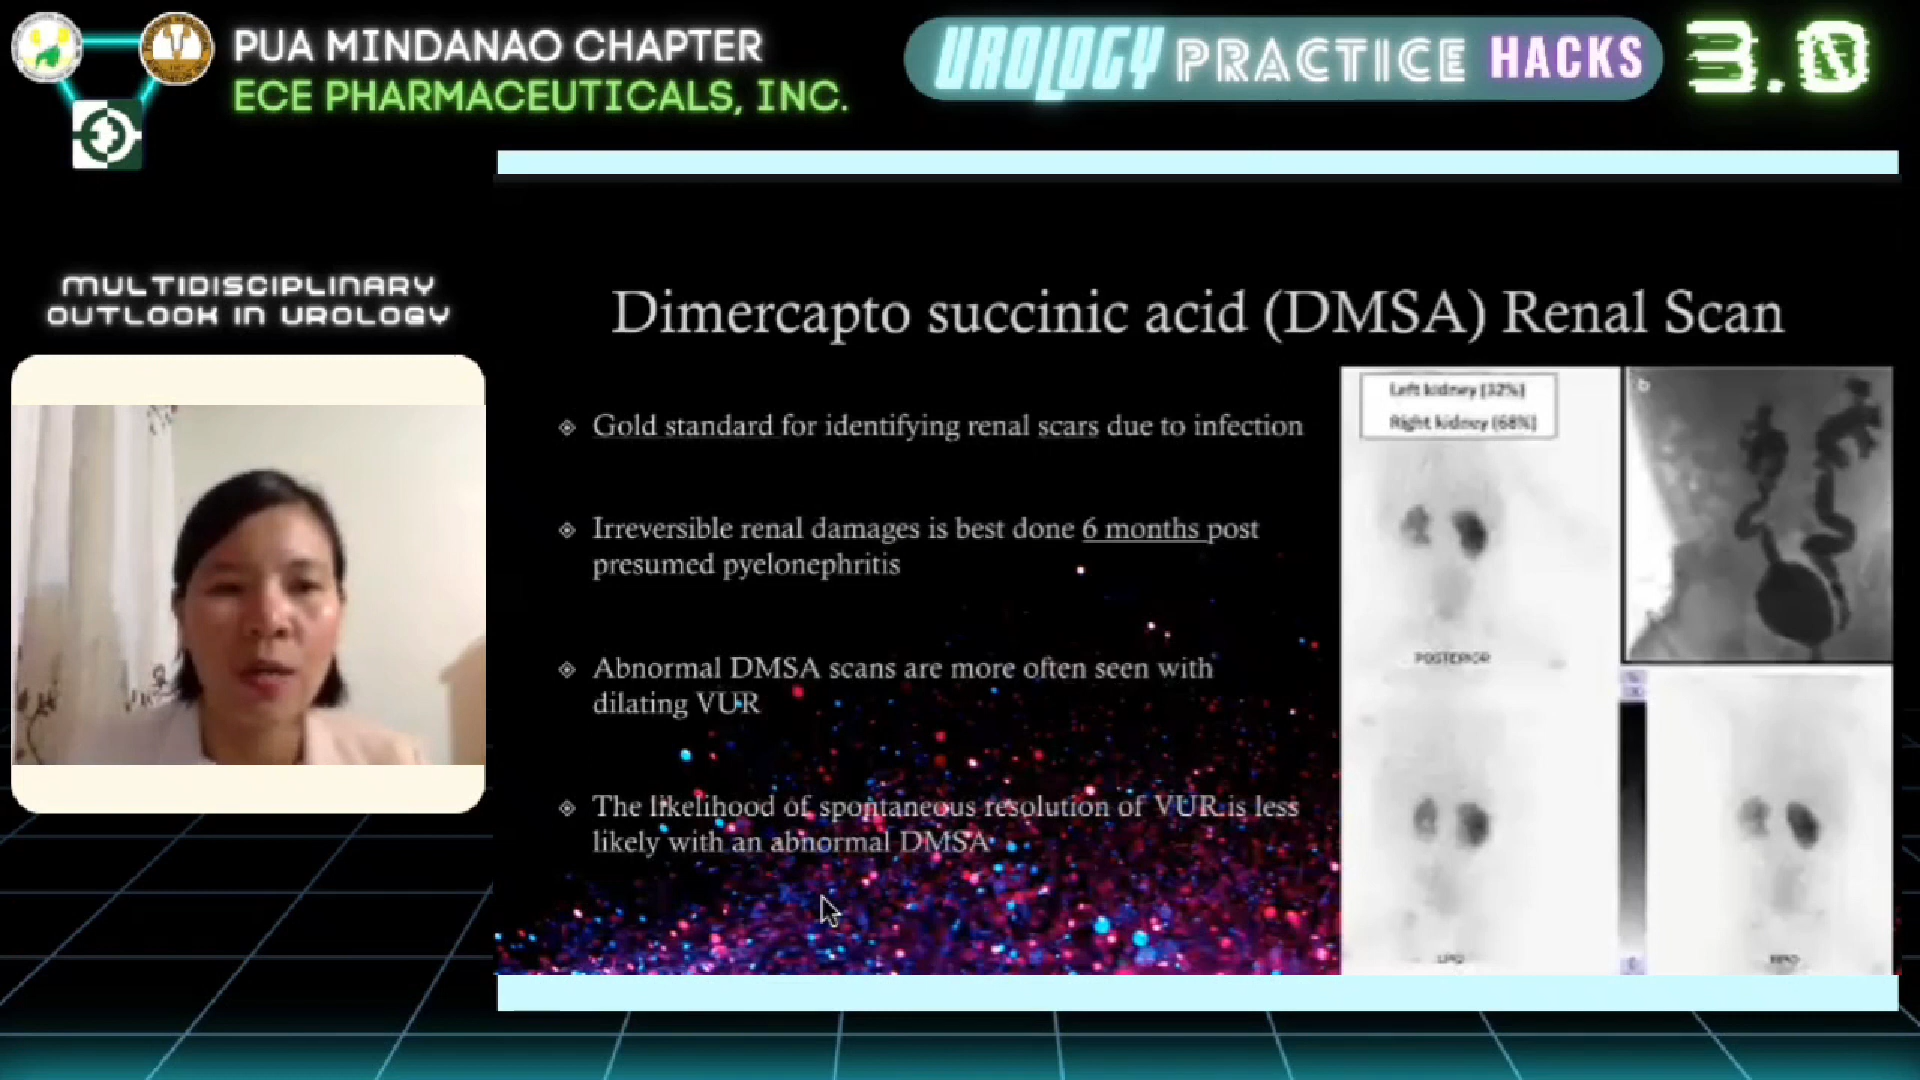 PUA MINDANAO CHAPTER
ECE PHARMACEUTICALS, INC.
UROLOGY PRACTICE HACKS 3.0
MULTIDISCIPLINARY
OUTLOOK IN UROLOGY
Dimercapto succinic acid (DMSA) Renal Scan
Gold standard for identifying renal scars due to infection
Irreversible renal damages is best done 6 months post
presumed pyelonephritis
Abnormal DMSA scans are more often seen with
dilating VUR
The likelihood of spontaneous resolution of VUR is less
likely with an abnormal DMSA
Left kidney (32%)
Right kidney (68%)
POSTERIOR
b
LPO
RPO